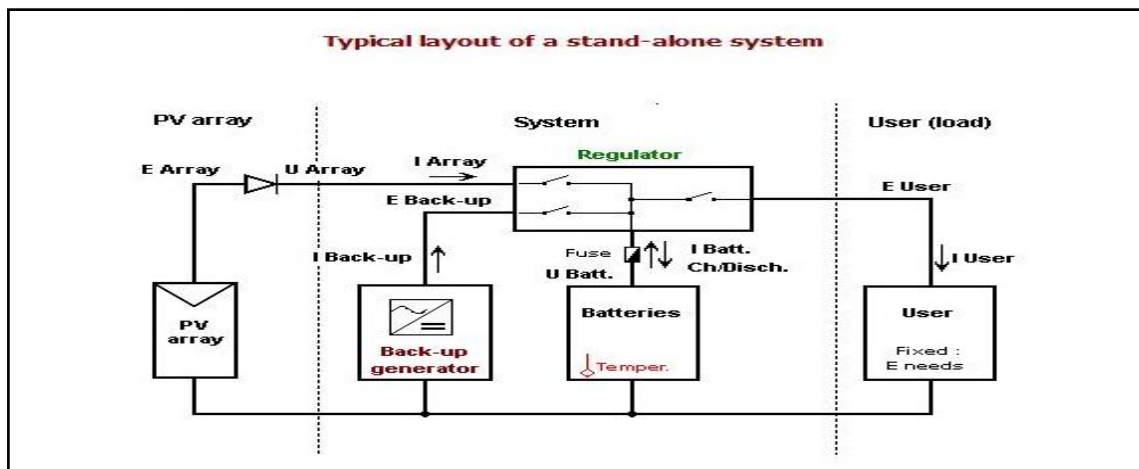 Typical layout of a stand-alone system
PV array
System
User (load)
Regulator
E Array
U Array
I Array
E Back-up
E User
I Back-up
Fuse
U Batt.
I Batt.
Ch/Disch.
I User
PV
array
Back-up
generator
Batteries
Temper.
User
Fixed :
E needs